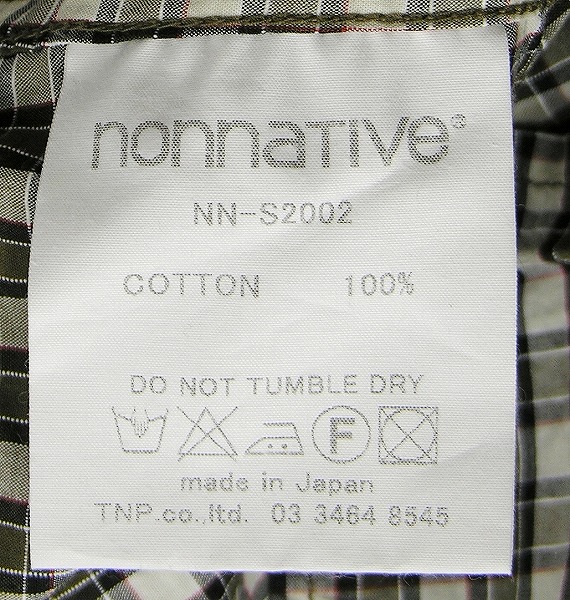 nonnaTIVe®
NN-S2002
COTTON 100%
DO NOT TUMBLE DRY
F
made in Japan
TNP.co.,ltd. 03 3464 8545